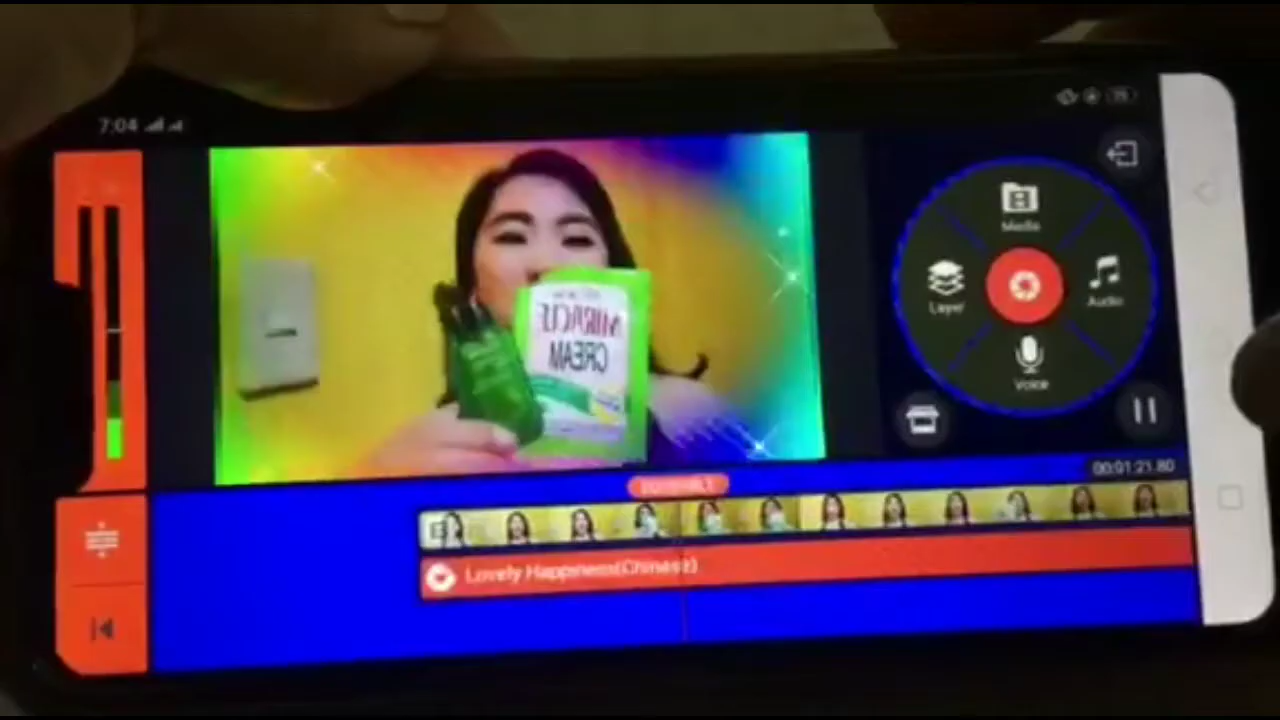 7:04
Media
Layer
Audio
Voice
MIRACLE
CREAM
00:01:21.80
Lovely Happiness(Chinese)